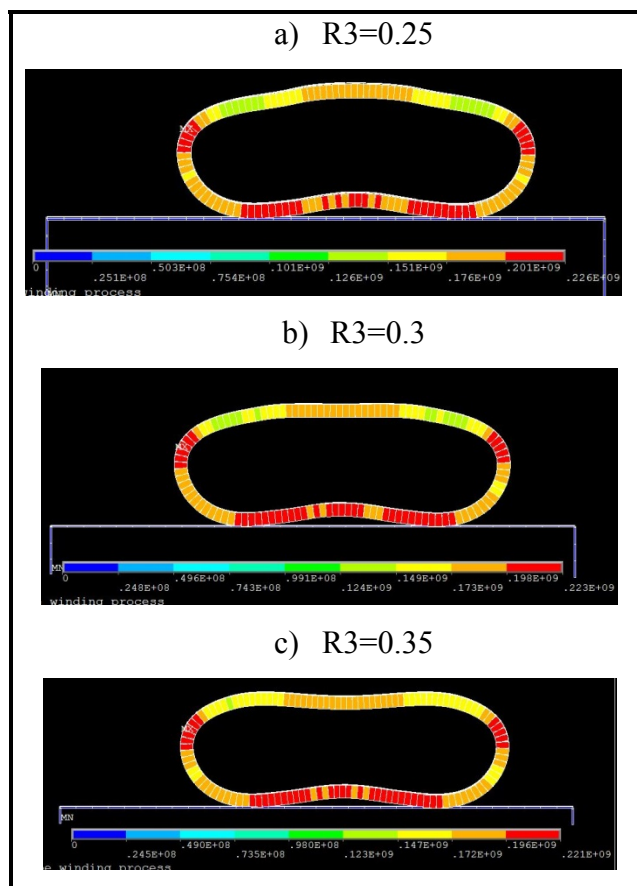 a) R3=0.25
MX
0 .503E+08 .101E+09 .151E+09 .201E+09
.251E+08 .754E+08 .126E+09 .176E+09 .226E+09
winding process
b) R3=0.3
MN
0 .496E+08 .991E+08 .149E+09 .198E+09
.248E+08 .743E+08 .124E+09 .173E+09 .223E+09
winding process
c) R3=0.35
MN
0 .490E+08 .980E+08 .147E+09 .196E+09
.245E+08 .735E+08 .123E+09 .172E+09 .221E+09
e winding process